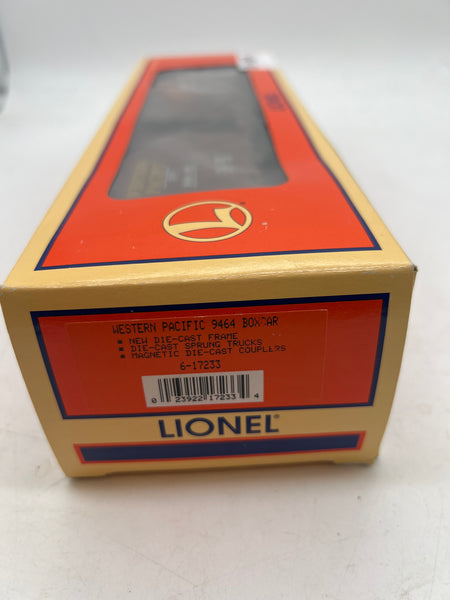 LIONEL
L
WESTERN PACIFIC 9464 BOXCAR
■ NEW DIE-CAST FRAME
■ DIE-CAST SPRUNG TRUCKS
■ MAGNETIC DIE-CAST COUPLERS
6-17233
0 23922 17233 4
LIONEL®